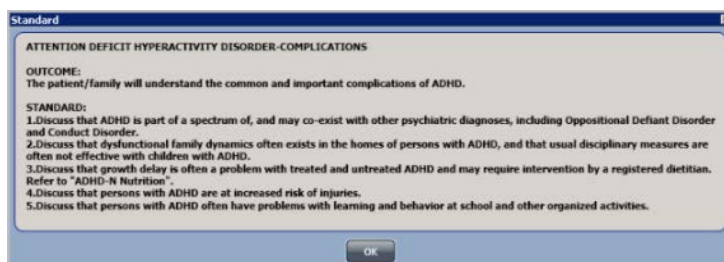 Standard
ATTENTION DEFICIT HYPERACTIVITY DISORDER-COMPLICATIONS
OUTCOME:
The patient/family will understand the common and important complications of ADHD.
STANDARD:
1.Discuss that ADHD is part of a spectrum of, and may co-exist with other psychiatric diagnoses, including Oppositional Defiant Disorder
and Conduct Disorder.
2.Discuss that dysfunctional family dynamics often exists in the homes of persons with ADHD, and that usual disciplinary measures are
often not effective with children with ADHD.
3.Discuss that growth delay is often a problem with treated and untreated ADHD and may require intervention by a registered dietitian.
Refer to "ADHD-N Nutrition".
4.Discuss that persons with ADHD are at increased risk of injuries.
5.Discuss that persons with ADHD often have problems with learning and behavior at school and other organized activities.
OK